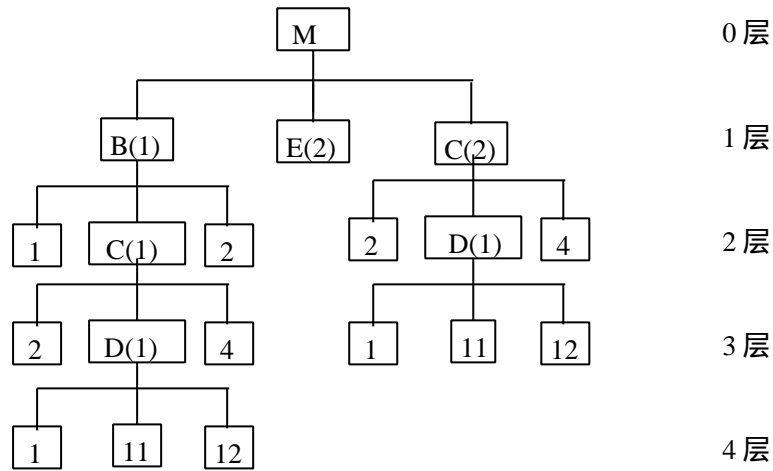 M 0 层
B(1) E(2) C(2) 1 层
1 C(1) 2 2 D(1) 4 2 层
2 D(1) 4 1 11 12 3 层
1 11 12 4 层